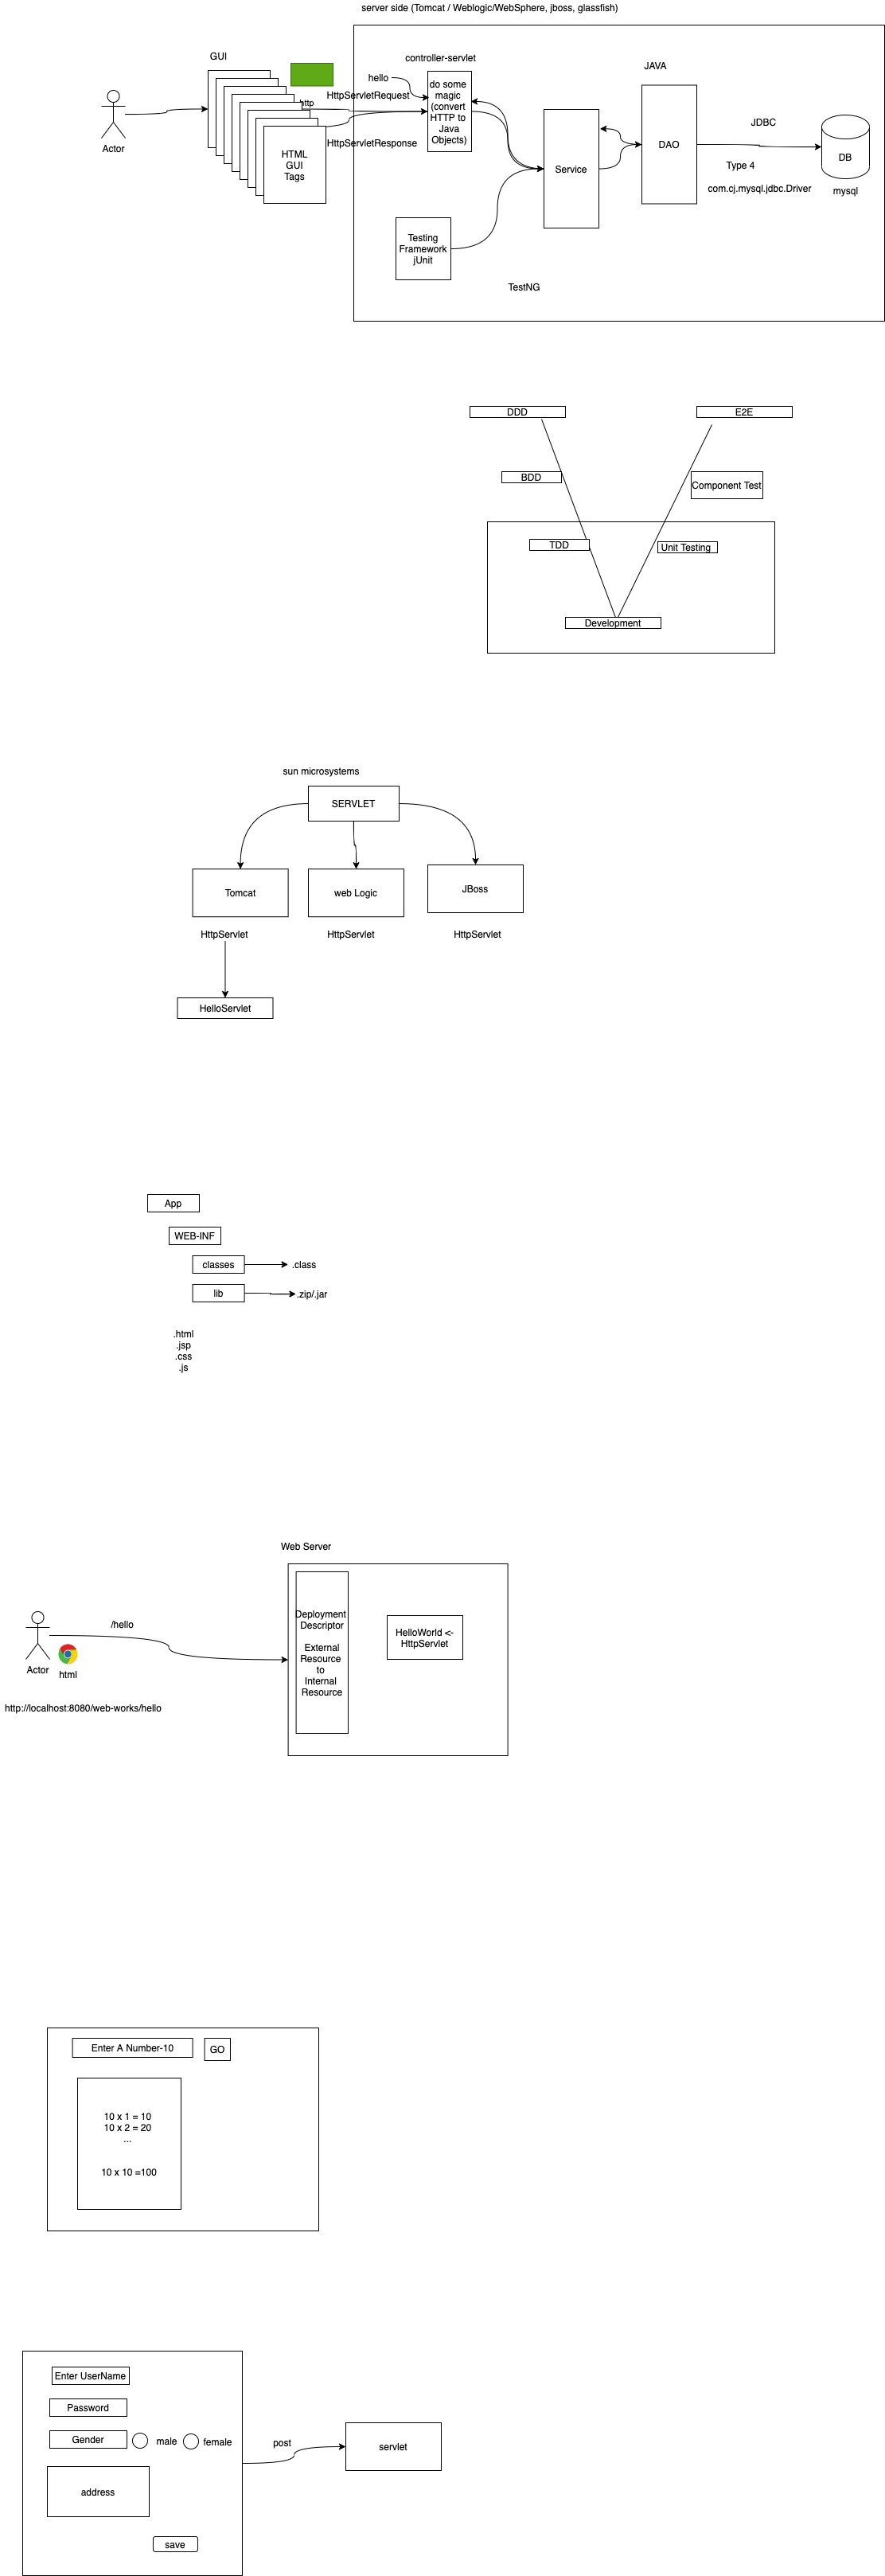 server side (Tomcat / Weblogic/WebSphere, jboss, glassfish)
GUI
controller-servlet
JAVA
hello
HttpServletRequest
http
HttpServletResponse
do some
magic
(convert
HTTP to
Java
Objects)
Actor
HTML
GUI
Tags
Service
DAO
JDBC
Type 4
com.cj.mysql.jdbc.Driver
DB
mysql
Testing
Framework
jUnit
TestNG
DDD
E2E
BDD
Component Test
TDD
Unit Testing
Development
sun microsystems
SERVLET
Tomcat
web Logic
JBoss
HttpServlet
HttpServlet
HttpServlet
HelloServlet
App
WEB-INF
classes
.class
lib
.zip/.jar
.html
.jsp
.css
.js
Web Server
Deployment
Descriptor
External
Resource
to
Internal
Resource
HelloWorld <-
HttpServlet
/hello
Actor
html
http://localhost:8080/web-works/hello
Enter A Number-10
GO
10 x 1 = 10
10 x 2 = 20
...
10 x 10 =100
Enter UserName
Password
Gender
male
female
address
save
post
servlet